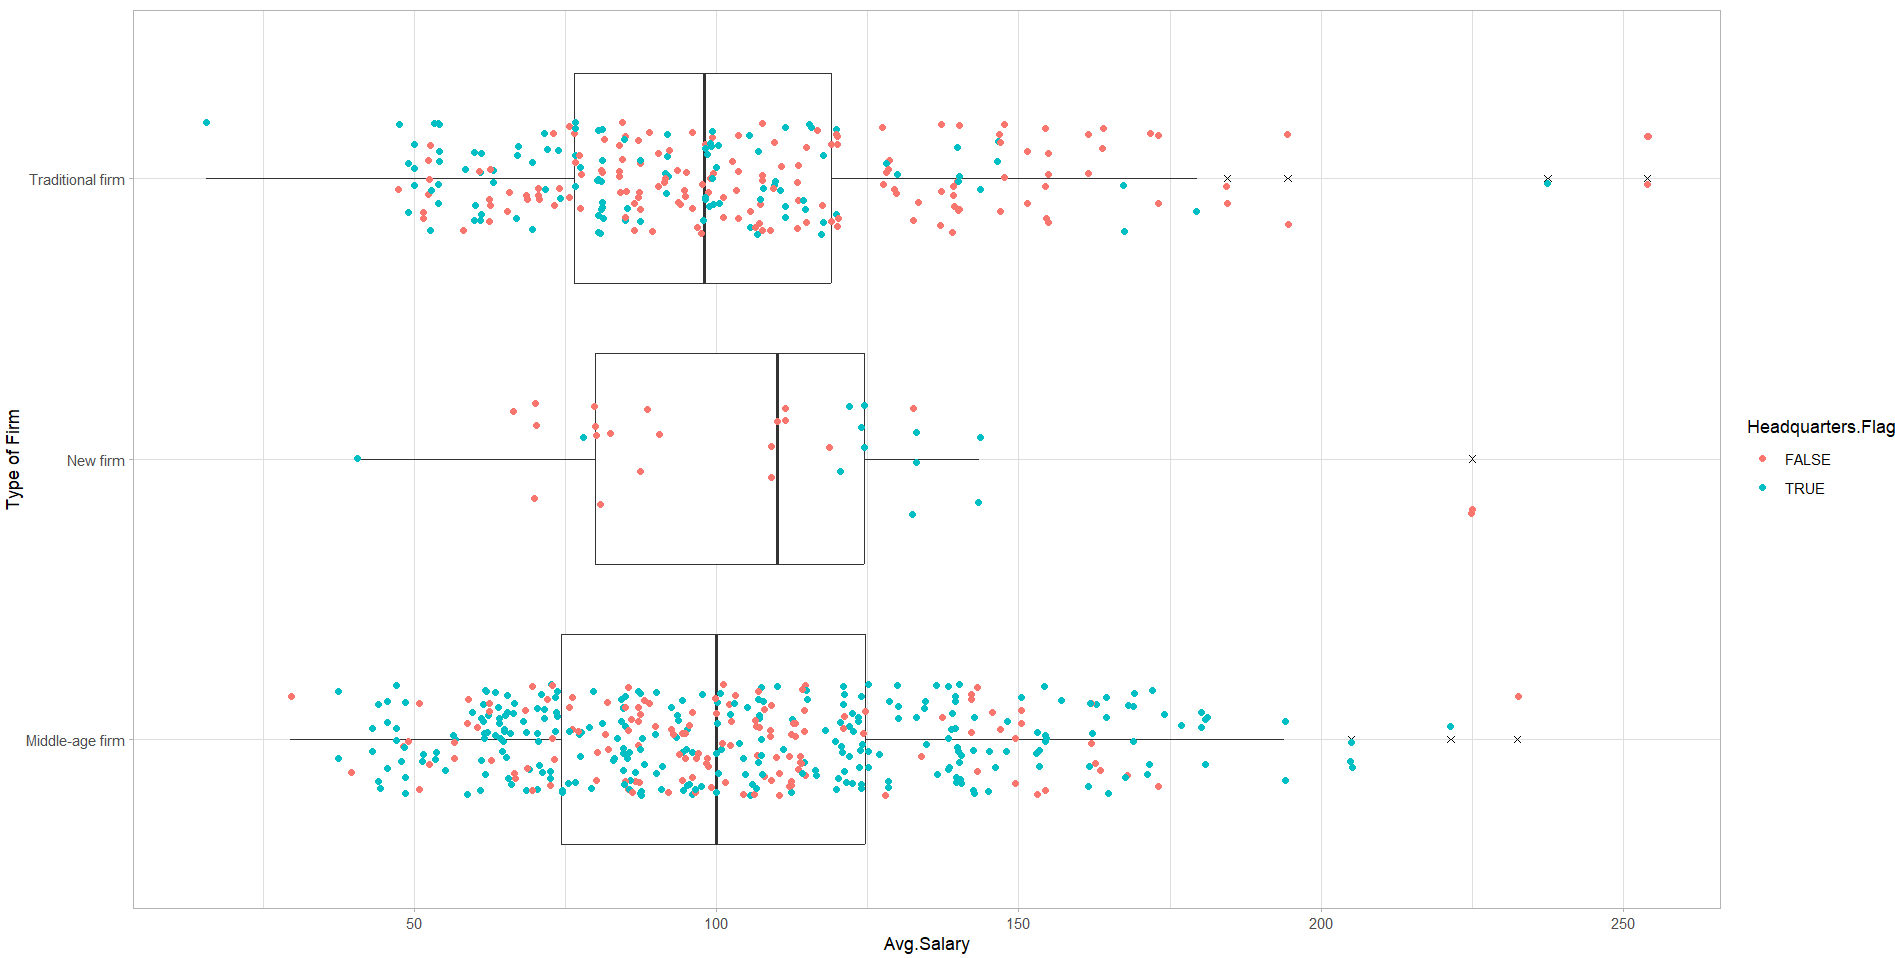 Traditional firm
New firm
Middle-age firm
Type of Firm
50
100
150
200
250
Avg.Salary
Headquarters.Flag
FALSE
TRUE